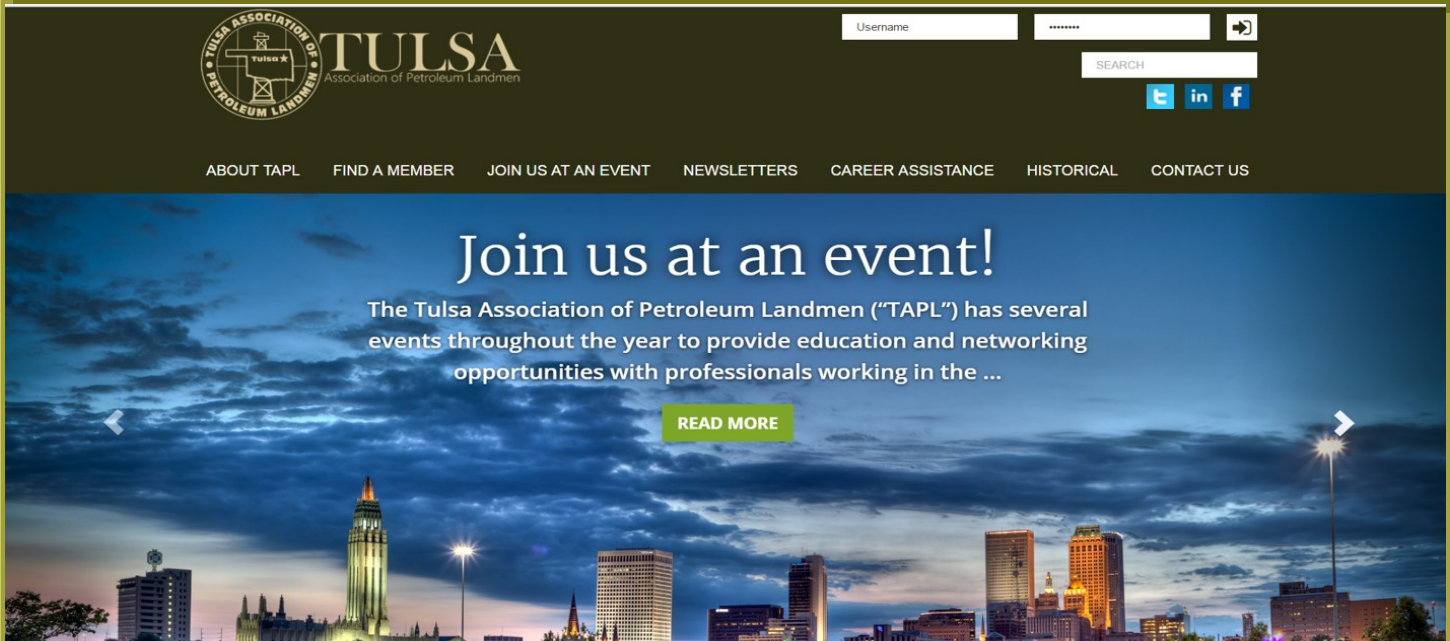 TULSA ASSOCIATION OF
PETROLEUM LANDMEN
Tulsa
TULSA
Association of Petroleum Landmen
Username
••••••••
SEARCH
ABOUT TAPL FIND A MEMBER JOIN US AT AN EVENT NEWSLETTERS CAREER ASSISTANCE HISTORICAL CONTACT US
Join us at an event!
The Tulsa Association of Petroleum Landmen (“TAPL”) has several
events throughout the year to provide education and networking
opportunities with professionals working in the ...
READ MORE